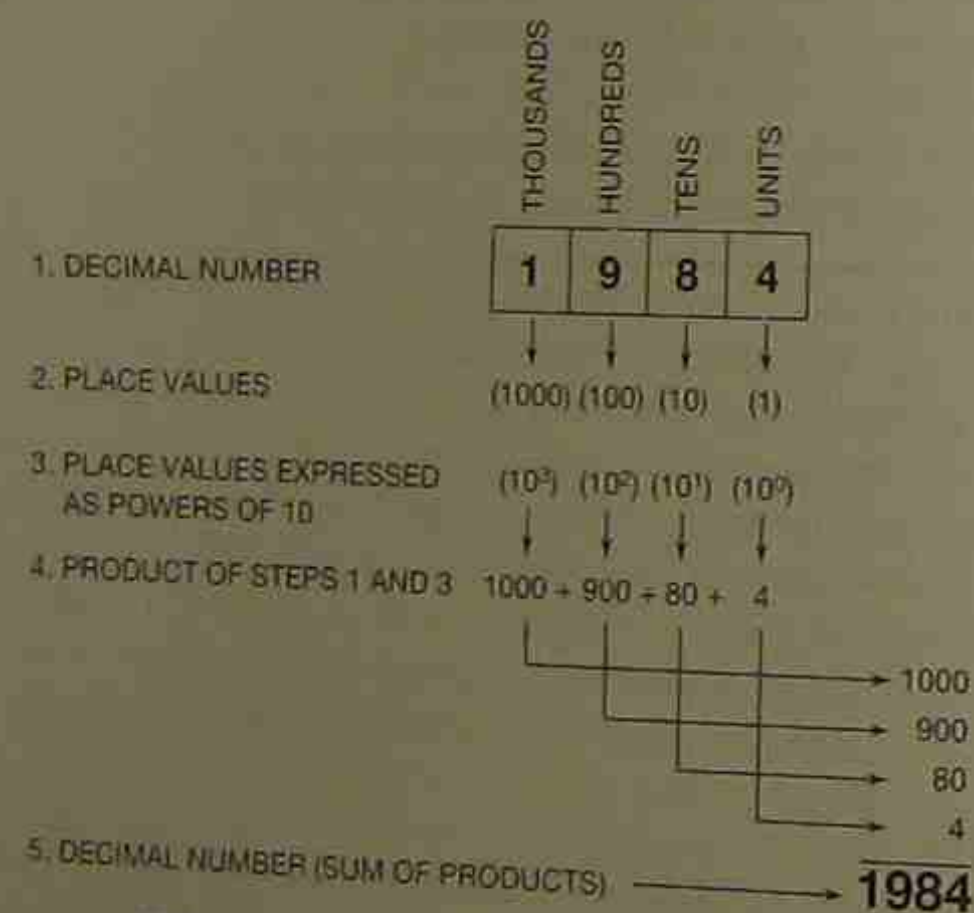 THOUSANDS HUNDREDS TENS UNITS
1. DECIMAL NUMBER 1 9 8 4
2. PLACE VALUES (1000) (100) (10) (1)
3. PLACE VALUES EXPRESSED (10³) (10²) (10¹) (10⁰)
AS POWERS OF 10
4. PRODUCT OF STEPS 1 AND 3 1000 + 900 + 80 + 4
1000
900
80
4
5. DECIMAL NUMBER (SUM OF PRODUCTS) 1984